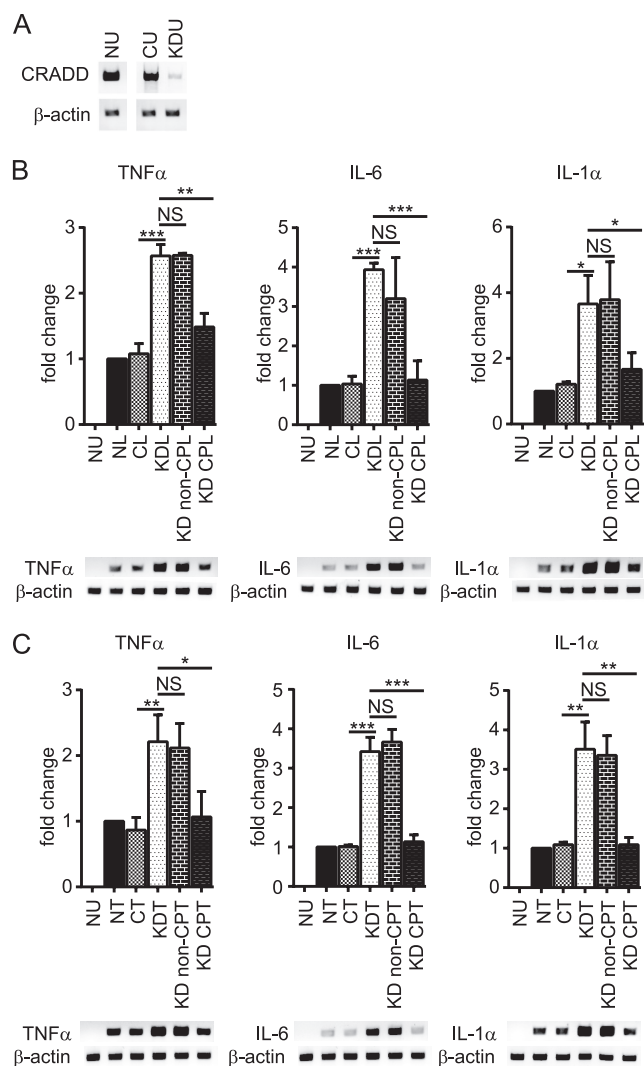 A
NU
CU
KDU
CRADD
β-actin
B
TNFα
IL-6
IL-1α
fold change
3
2
1
0
**
NS
***
NU
NL
CL
KDL
KD non-CPL
KD CPL
fold change
5
4
3
2
1
0
***
NS
***
NU
NL
CL
KDL
KD non-CPL
KD CPL
fold change
6
4
2
0
*
NS
*
NU
NL
CL
KDL
KD non-CPL
KD CPL
TNFα
β-actin
IL-6
β-actin
IL-1α
β-actin
C
TNFα
IL-6
IL-1α
fold change
3
2
1
0
*
NS
**
NU
NT
CT
KDT
KD non-CPT
KD CPT
fold change
5
4
3
2
1
0
***
NS
***
NU
NT
CT
KDT
KD non-CPT
KD CPT
fold change
5
4
3
2
1
0
**
NS
**
NU
NT
CT
KDT
KD non-CPT
KD CPT
TNFα
β-actin
IL-6
β-actin
IL-1α
β-actin